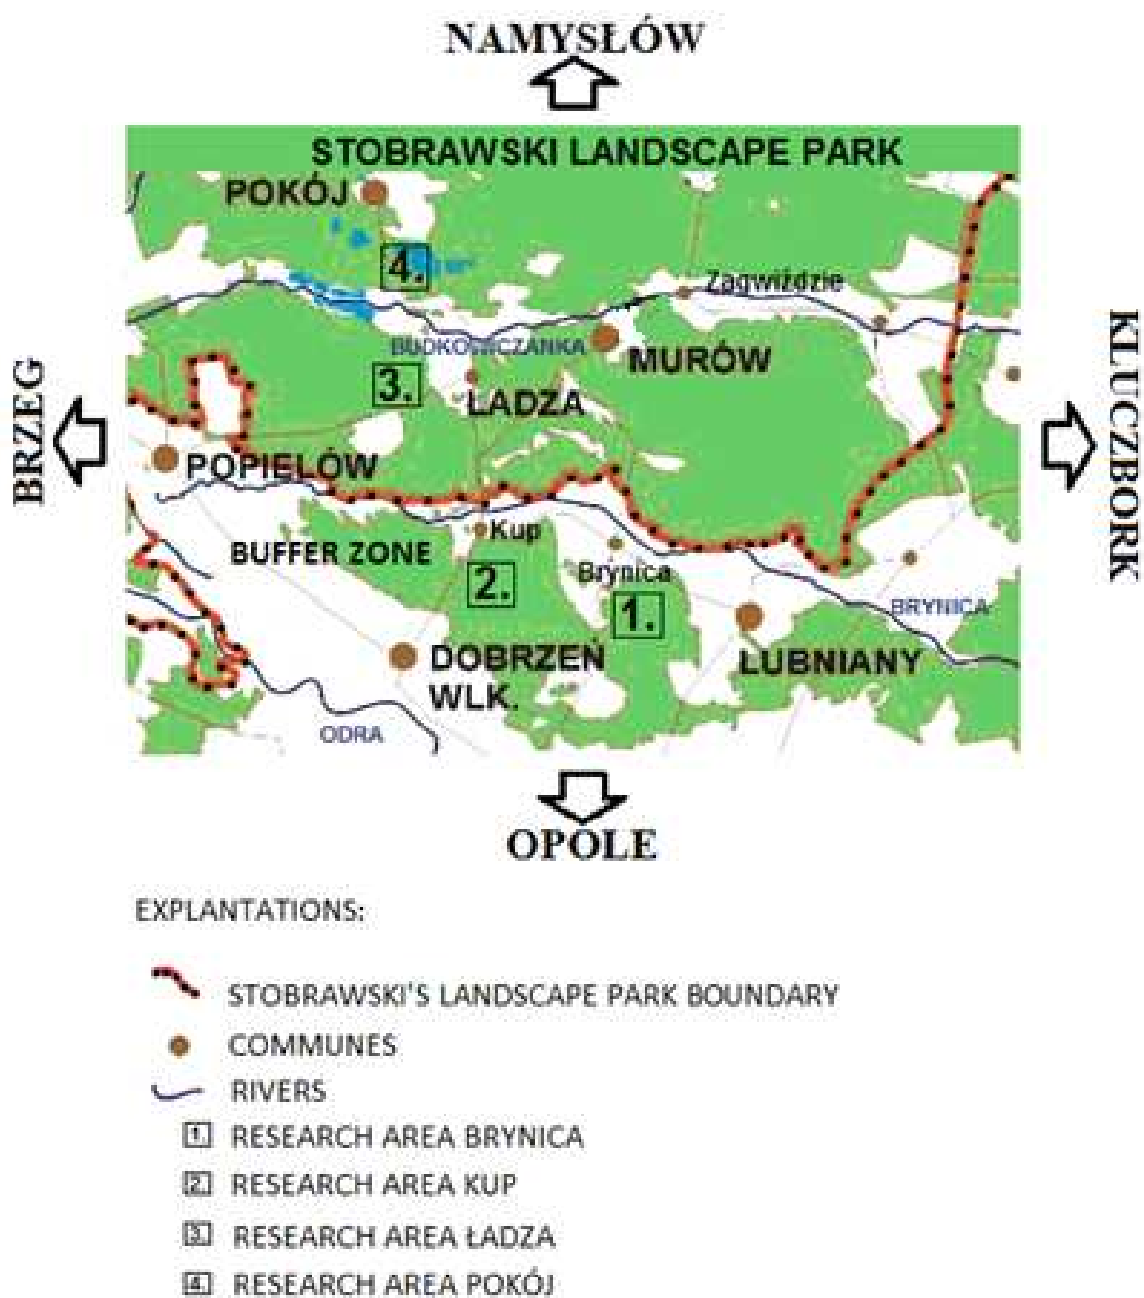 NAMYSŁÓW
STOBRAWSKI LANDSCAPE PARK
POKÓJ
4.
Zagwiździe
BUDKOWICZANKA
MURÓW
3.
ŁADZA
BRZEG
KLUCZBORK
POPIELÓW
Kup
BUFFER ZONE
Brynica
2.
1.
BRYNICA
DOBRZEŃ
WLK.
ŁUBNIANY
ODRA
OPOLE
EXPLANTATIONS:
STOBRAWSKI'S LANDSCAPE PARK BOUNDARY
COMMUNES
RIVERS
1. RESEARCH AREA BRYNICA
2. RESEARCH AREA KUP
3. RESEARCH AREA ŁADZA
4. RESEARCH AREA POKÓJ